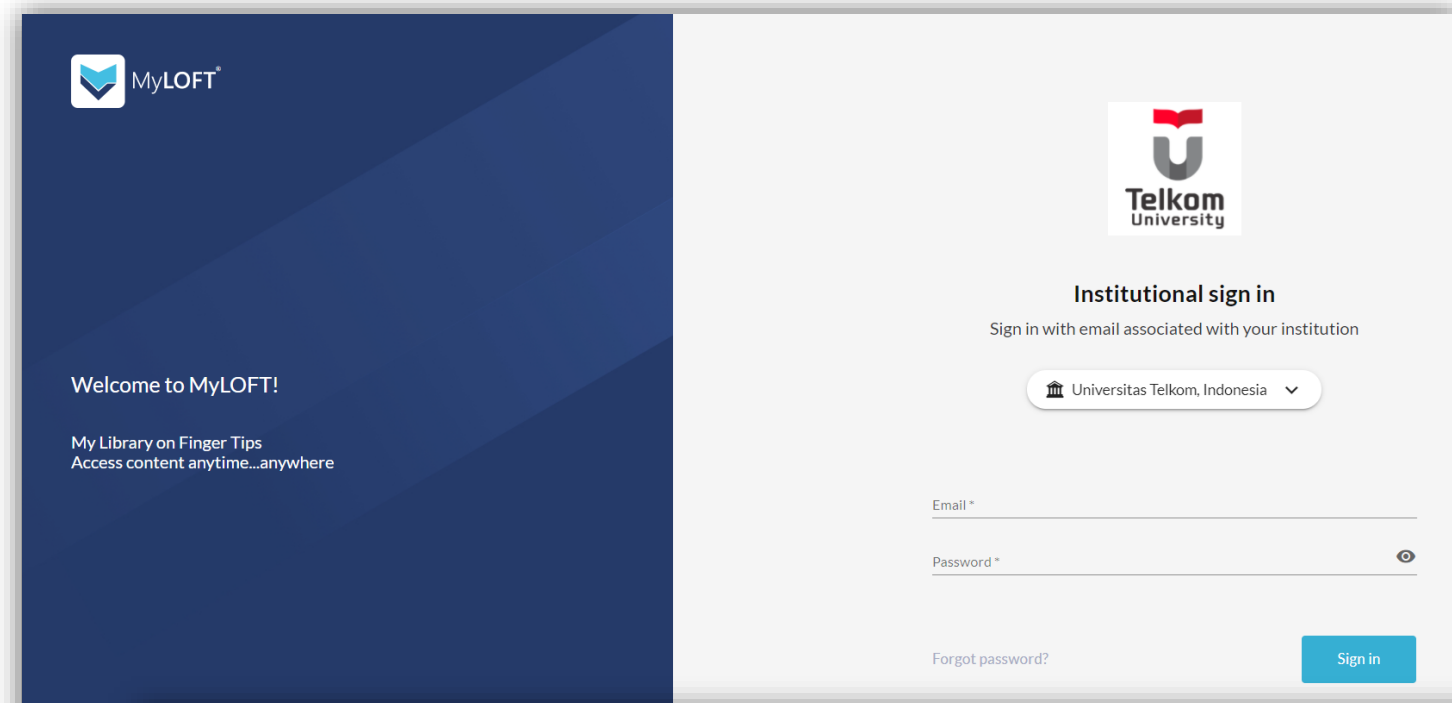 MyLOFT®
Telkom
University
Institutional sign in
Sign in with email associated with your institution
Universitas Telkom, Indonesia
Welcome to MyLOFT!
My Library on Finger Tips
Access content anytime...anywhere
Email *
Password *
Forgot password?
Sign in